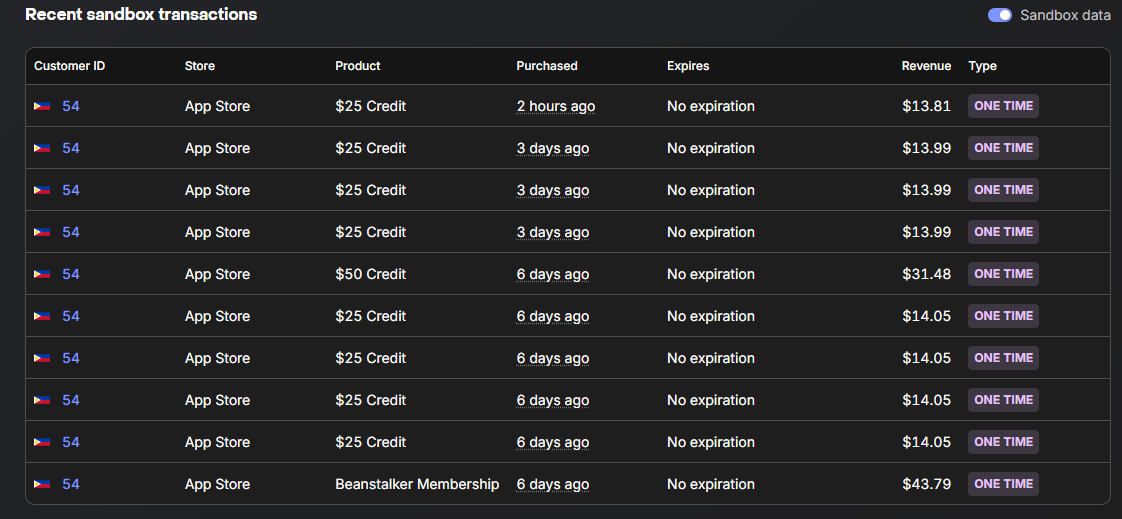 Recent sandbox transactions
Sandbox data
Customer ID Store Product Purchased Expires Revenue Type
54 App Store $25 Credit 2 hours ago No expiration $13.81 ONE TIME
54 App Store $25 Credit 3 days ago No expiration $13.99 ONE TIME
54 App Store $25 Credit 3 days ago No expiration $13.99 ONE TIME
54 App Store $25 Credit 3 days ago No expiration $13.99 ONE TIME
54 App Store $50 Credit 6 days ago No expiration $31.48 ONE TIME
54 App Store $25 Credit 6 days ago No expiration $14.05 ONE TIME
54 App Store $25 Credit 6 days ago No expiration $14.05 ONE TIME
54 App Store $25 Credit 6 days ago No expiration $14.05 ONE TIME
54 App Store $25 Credit 6 days ago No expiration $14.05 ONE TIME
54 App Store Beanstalker Membership 6 days ago No expiration $43.79 ONE TIME